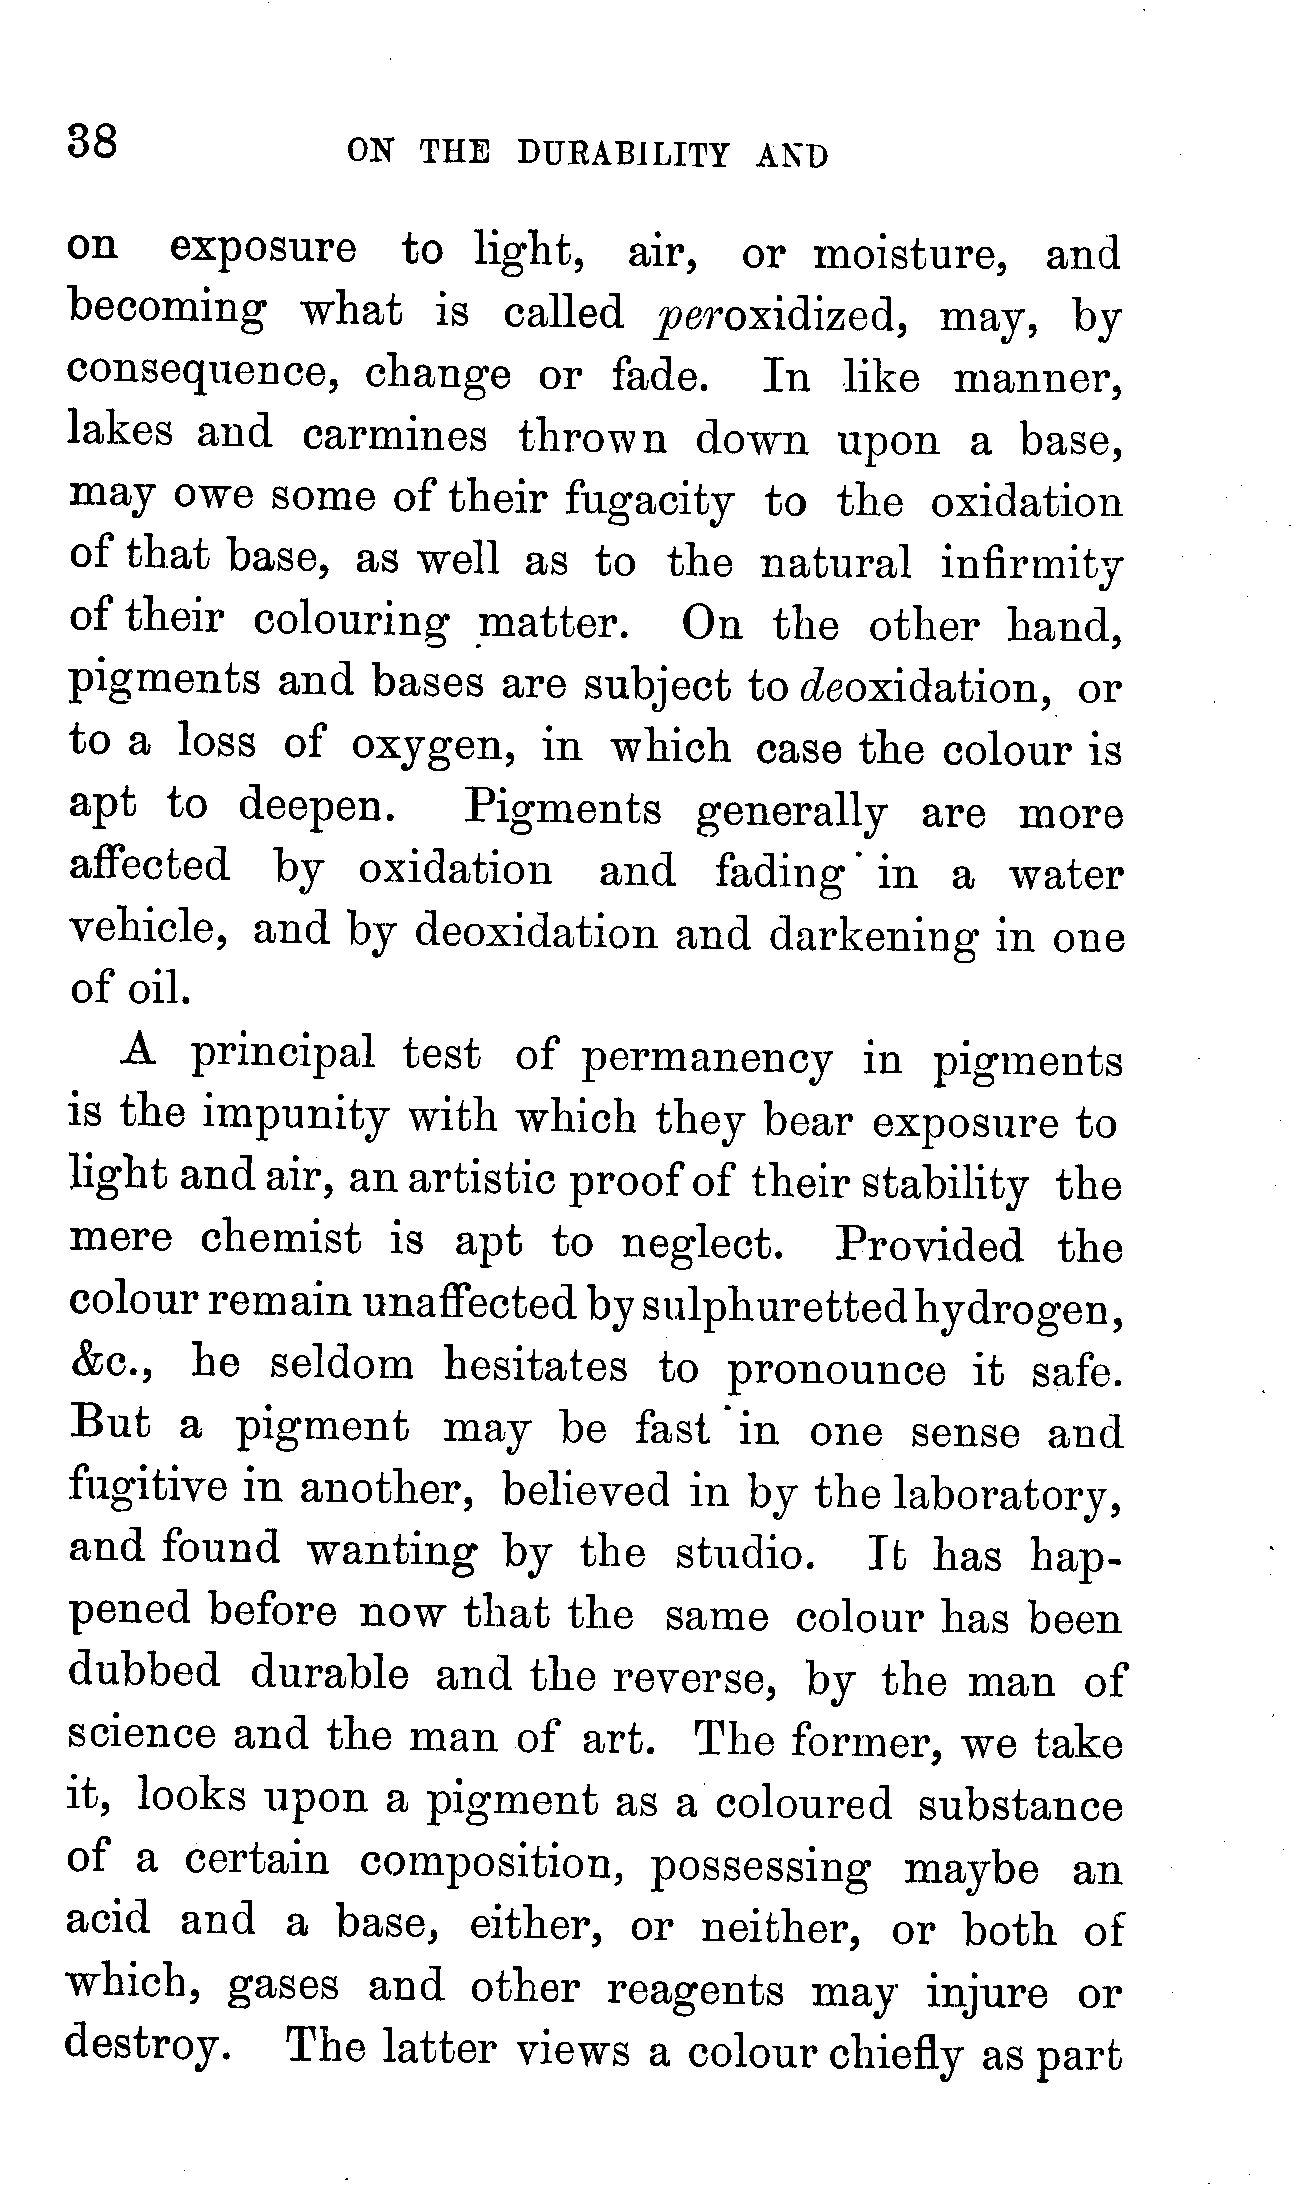 38 ON THE DURABILITY AND
on exposure to light, air, or moisture, and
becoming what is called peroxidized, may, by
consequence, change or fade. In like manner,
lakes and carmines thrown down upon a base,
may owe some of their fugacity to the oxidation
of that base, as well as to the natural infirmity
of their colouring matter. On the other hand,
pigments and bases are subject to deoxidation, or
to a loss of oxygen, in which case the colour is
apt to deepen. Pigments generally are more
affected by oxidation and fading in a water
vehicle, and by deoxidation and darkening in one
of oil.
A principal test of permanency in pigments
is the impunity with which they bear exposure to
light and air, an artistic proof of their stability the
mere chemist is apt to neglect. Provided the
colour remain unaffected by sulphuretted hydrogen,
&c., he seldom hesitates to pronounce it safe.
But a pigment may be fast in one sense and
fugitive in another, believed in by the laboratory,
and found wanting by the studio. It has hap-
pened before now that the same colour has been
dubbed durable and the reverse, by the man of
science and the man of art. The former, we take
it, looks upon a pigment as a coloured substance
of a certain composition, possessing maybe an
acid and a base, either, or neither, or both of
which, gases and other reagents may injure or
destroy. The latter views a colour chiefly as part